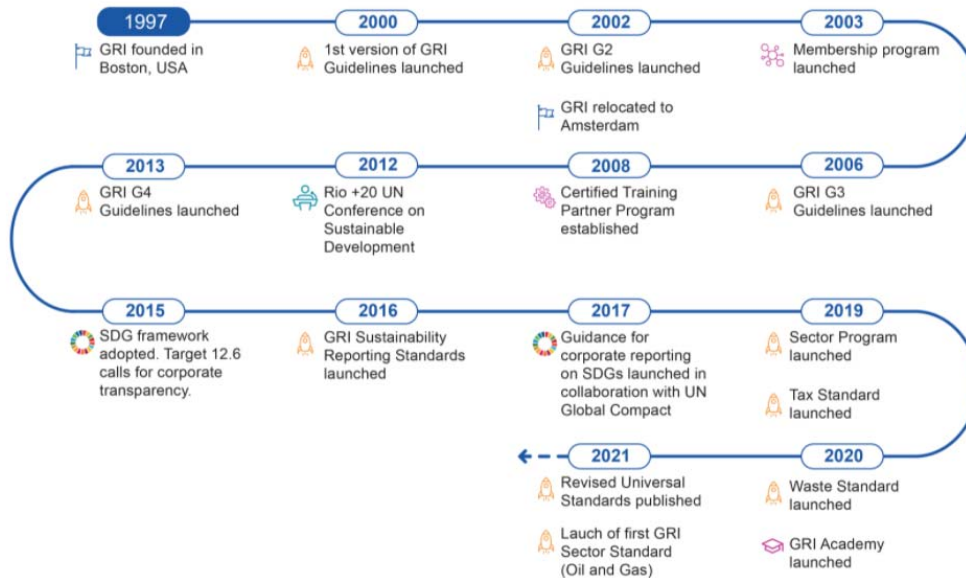 1997
GRI founded in
Boston, USA
2000
1st version of GRI
Guidelines launched
2002
GRI G2
Guidelines launched
GRI relocated to
Amsterdam
2003
Membership program
launched
2006
GRI G3
Guidelines launched
2008
Certified Training
Partner Program
established
2012
Rio +20 UN
Conference on
Sustainable
Development
2013
GRI G4
Guidelines launched
2015
SDG framework
adopted. Target 12.6
calls for corporate
transparency.
2016
GRI Sustainability
Reporting Standards
launched
2017
Guidance for
corporate reporting
on SDGs launched in
collaboration with UN
Global Compact
2019
Sector Program
launched
Tax Standard
launched
2020
Waste Standard
launched
GRI Academy
launched
2021
Revised Universal
Standards published
Lauch of first GRI
Sector Standard
(Oil and Gas)